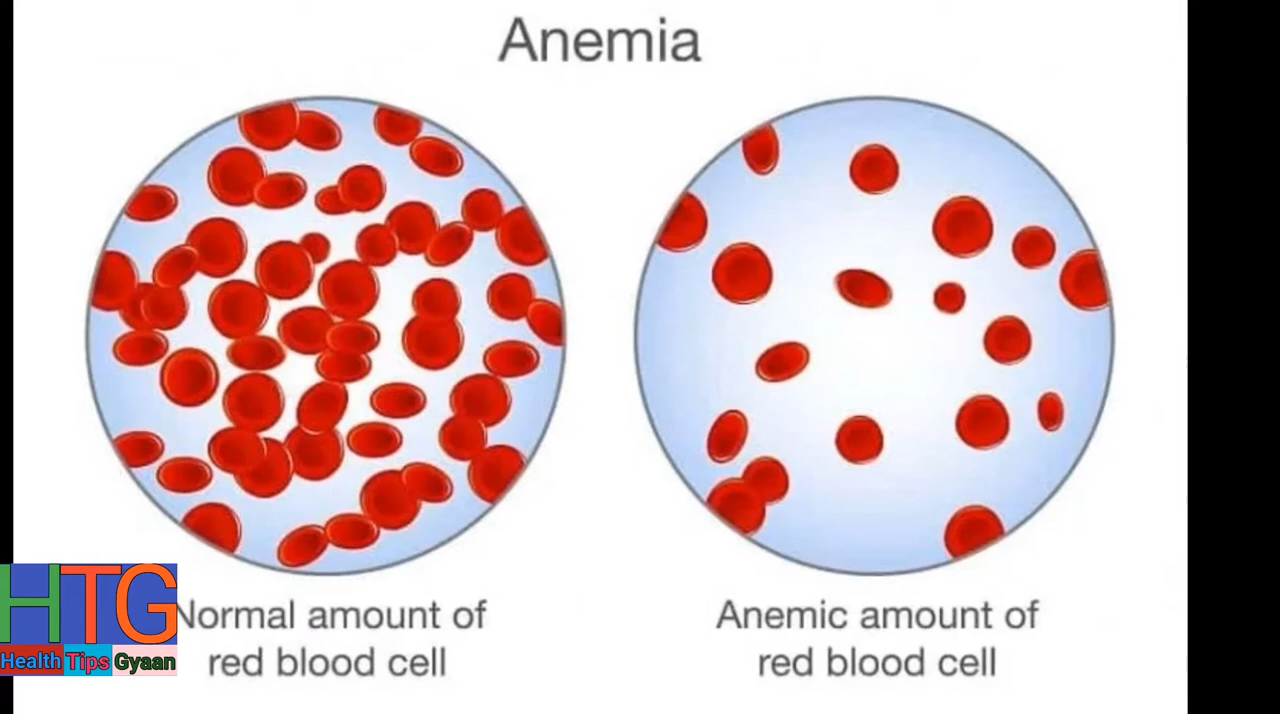 Anemia
Normal amount of
red blood cell
Anemic amount of
red blood cell
HTG
Health Tips Gyaan